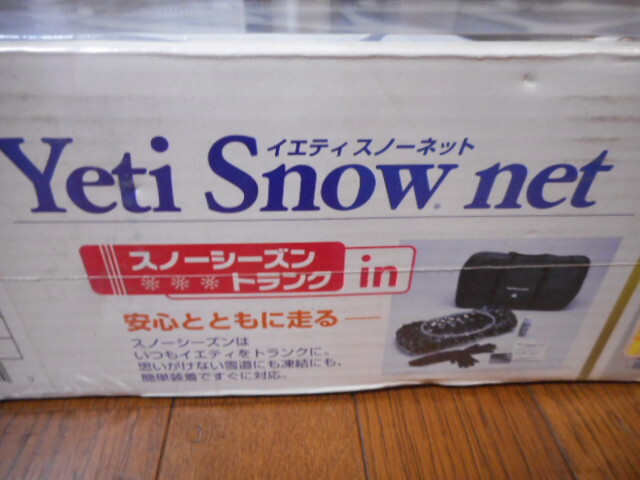 イエティスノーネット
Yeti Snow net
スノーシーズン
トランク in
安心とともに走る
スノーシーズンは
いつもイエティをトランクに。
思いがけない雪道にも凍結にも、
簡単装着ですぐに対応。